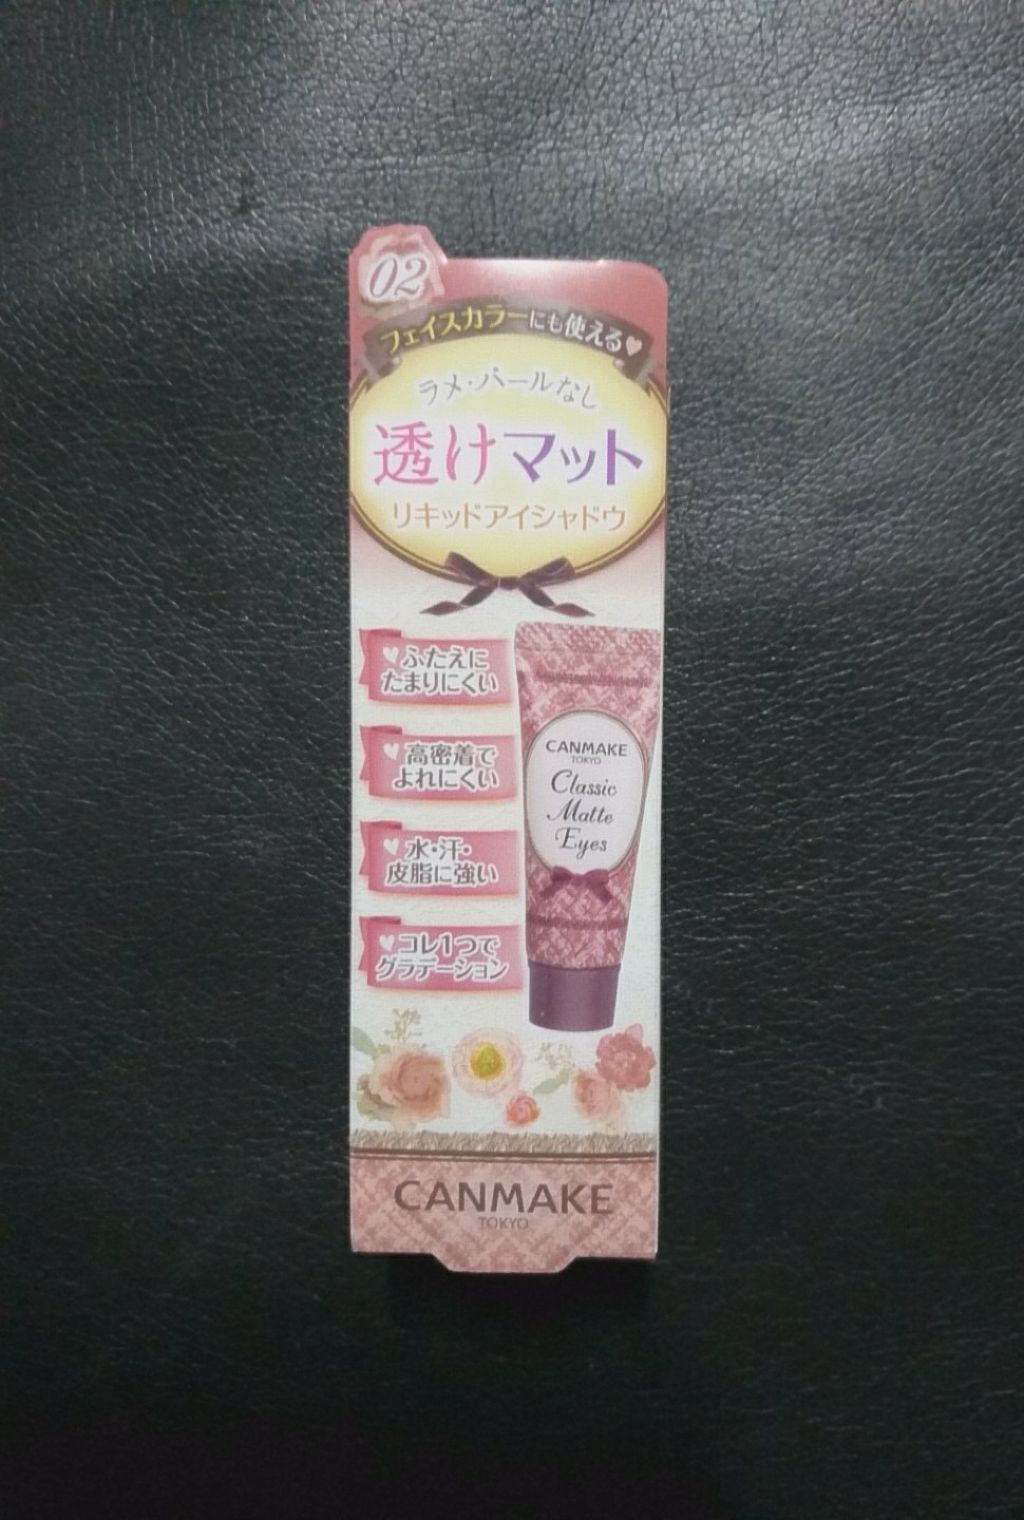 02
フェイスカラーにも使える♥
ラメ・パールなし
透けマット
リキッドアイシャドウ
♥ふたえに
たまりにくい
♥高密着で
よれにくい
♥水・汗・
皮脂に強い
♥コレ1つで
グラデーション
CANMAKE
TOKYO
Classic
Matte
Eyes
CANMAKE
TOKYO